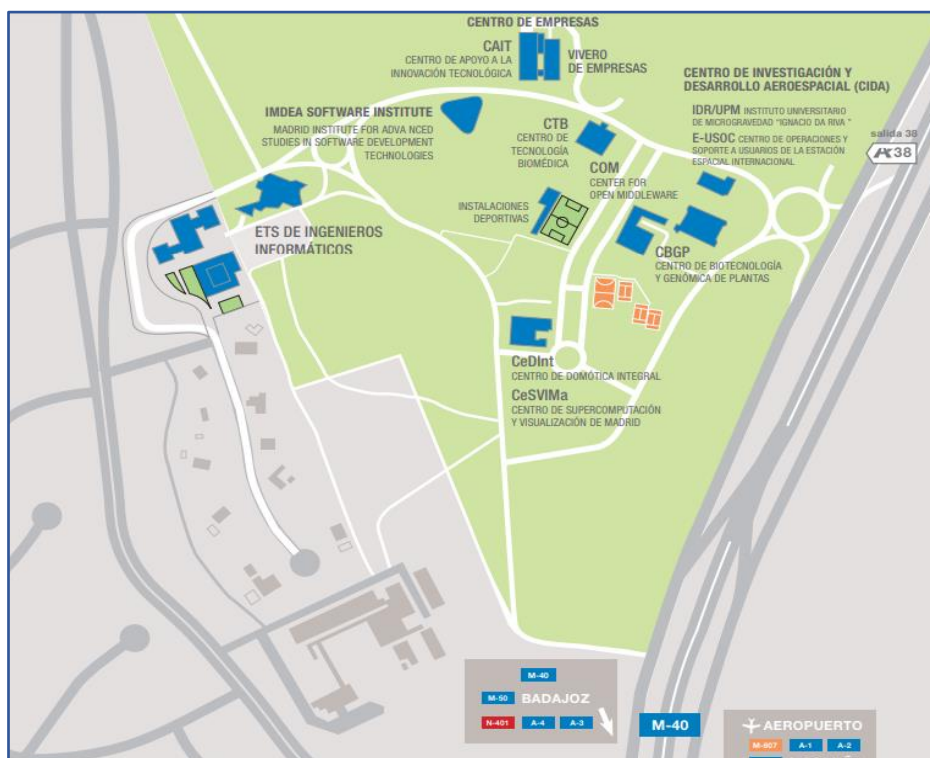 CENTRO DE EMPRESAS
CAIT
CENTRO DE APOYO A LA
INNOVACIÓN TECNOLÓGICA
VIVERO
DE EMPRESAS
CENTRO DE INVESTIGACIÓN Y
DESARROLLO AEROESPACIAL (CIDA)
IDR/UPM INSTITUTO UNIVERSITARIO
DE MICROGRAVEDAD "IGNACIO DA RIVA "
E-USOC CENTRO DE OPERACIONES Y
SOPORTE A USUARIOS DE LA ESTACIÓN
ESPACIAL INTERNACIONAL
salida 38
38
IMDEA SOFTWARE INSTITUTE
MADRID INSTITUTE FOR ADVA NCED
STUDIES IN SOFTWARE DEVELOPMENT
TECHNOLOGIES
CTB
CENTRO DE
TECNOLOGÍA
BIOMÉDICA
COM
CENTER FOR
OPEN MIDDLEWARE
INSTALACIONES
DEPORTIVAS
ETS DE INGENIEROS
INFORMÁTICOS
CBGP
CENTRO DE BIOTECNOLOGÍA
Y GENÓMICA DE PLANTAS
CeDInt
CENTRO DE DOMÓTICA INTEGRAL
CeSVIMa
CENTRO DE SUPERCOMPUTACIÓN
Y VISUALIZACIÓN DE MADRID
M-40
M-50 BADAJOZ
N-401 A-4 A-3
M-40
AEROPUERTO
M-607 A-1 A-2